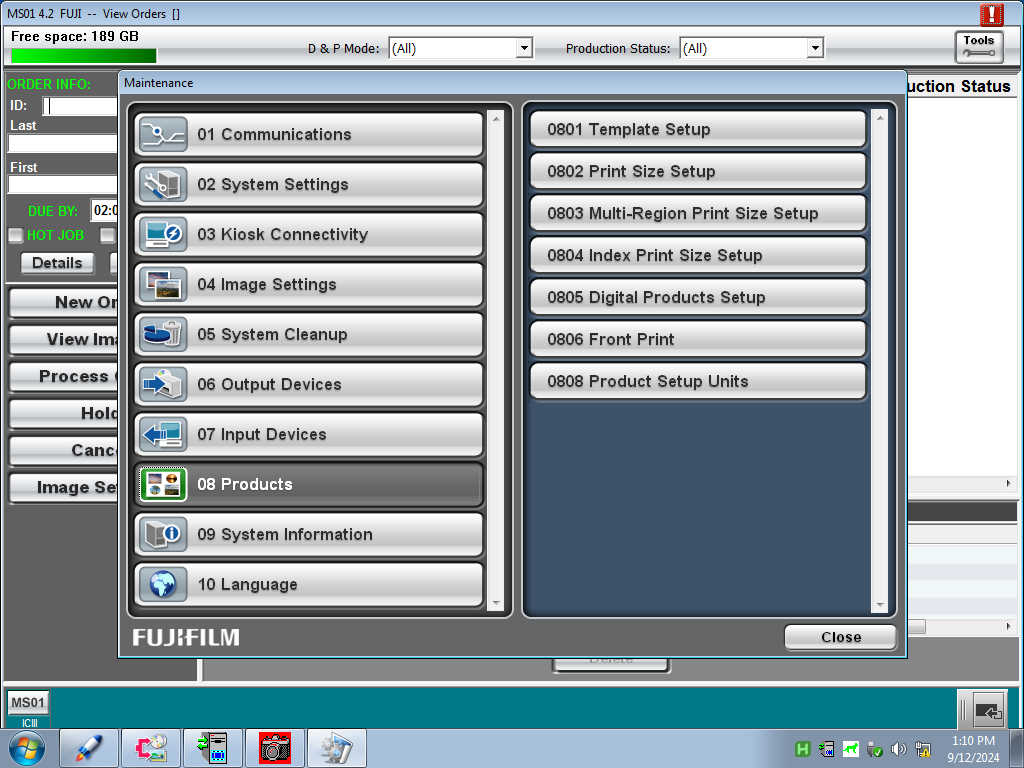 MS01 4.2 FUJI -- View Orders []
Free space: 189 GB
D & P Mode: (All)
Production Status: (All)
Tools
ORDER INFO:
ID:
Last
First
DUE BY: 02:0
HOT JOB
Details
New Or
View Ima
Process
Hold
Canc
Image Se
uction Status
Maintenance
01 Communications
02 System Settings
03 Kiosk Connectivity
04 Image Settings
05 System Cleanup
06 Output Devices
07 Input Devices
08 Products
09 System Information
10 Language
0801 Template Setup
0802 Print Size Setup
0803 Multi-Region Print Size Setup
0804 Index Print Size Setup
0805 Digital Products Setup
0806 Front Print
0808 Product Setup Units
FUJIFILM
Close
Delete
MS01
ICIII
H
1:10 PM
9/12/2024